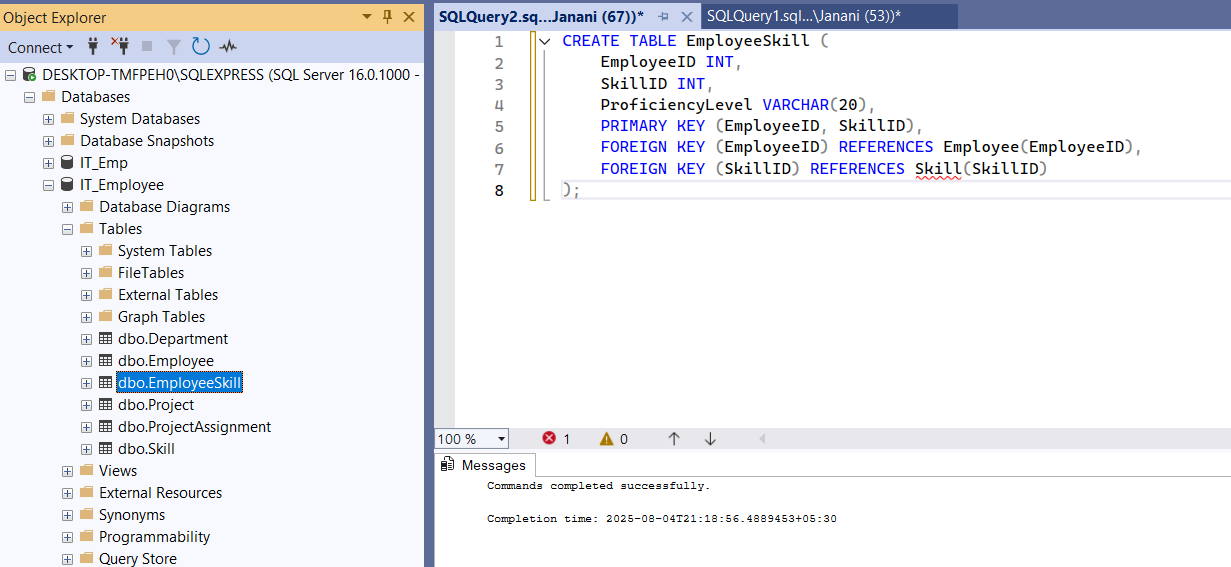 Object Explorer
Connect
DESKTOP-TMFPEH0\SQLEXPRESS (SQL Server 16.0.1000 -
Databases
System Databases
Database Snapshots
IT_Emp
IT_Employee
Database Diagrams
Tables
System Tables
FileTables
External Tables
Graph Tables
dbo.Department
dbo.Employee
dbo.EmployeeSkill
dbo.Project
dbo.ProjectAssignment
dbo.Skill
Views
External Resources
Synonyms
Programmability
Query Store
SQLQuery2.sq...Janani (67))* SQLQuery1.sql...\Janani (53))*
1 CREATE TABLE EmployeeSkill (
2 EmployeeID INT,
3 SkillID INT,
4 ProficiencyLevel VARCHAR(20),
5 PRIMARY KEY (EmployeeID, SkillID),
6 FOREIGN KEY (EmployeeID) REFERENCES Employee(EmployeeID),
7 FOREIGN KEY (SkillID) REFERENCES Skill(SkillID)
8 );
100 % 1 0
Messages
Commands completed successfully.
Completion time: 2025-08-04T21:18:56.4889453+05:30